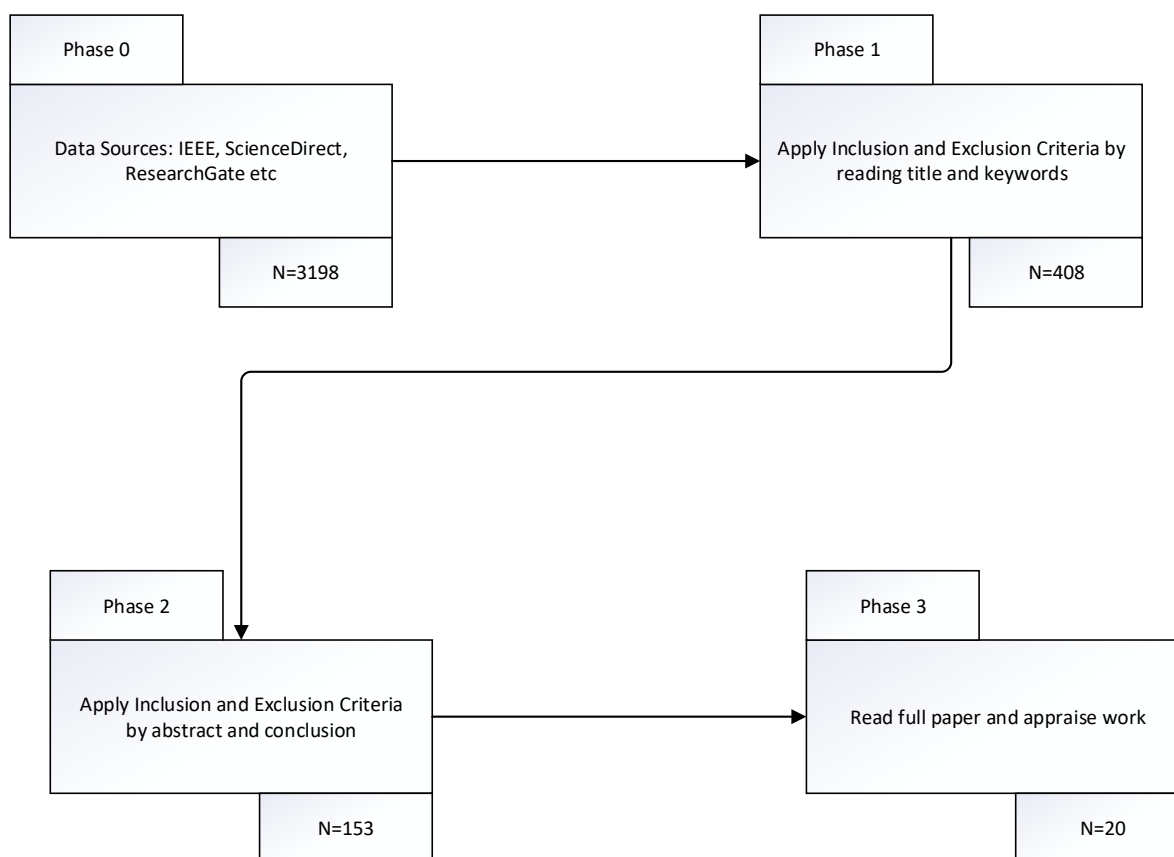 Phase 0
Data Sources: IEEE, ScienceDirect,
ResearchGate etc
N=3198
Phase 1
Apply Inclusion and Exclusion Criteria by
reading title and keywords
N=408
Phase 2
Apply Inclusion and Exclusion Criteria
by abstract and conclusion
N=153
Phase 3
Read full paper and appraise work
N=20